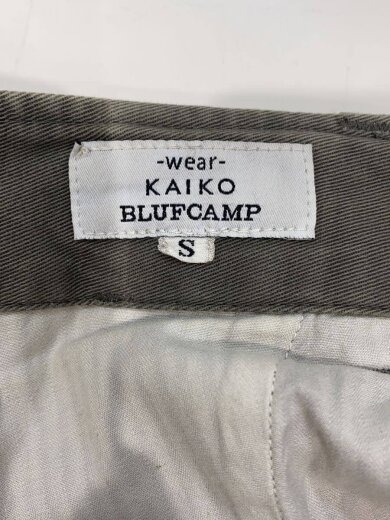 -wear-
KAIKO
BLUFCAMP
S